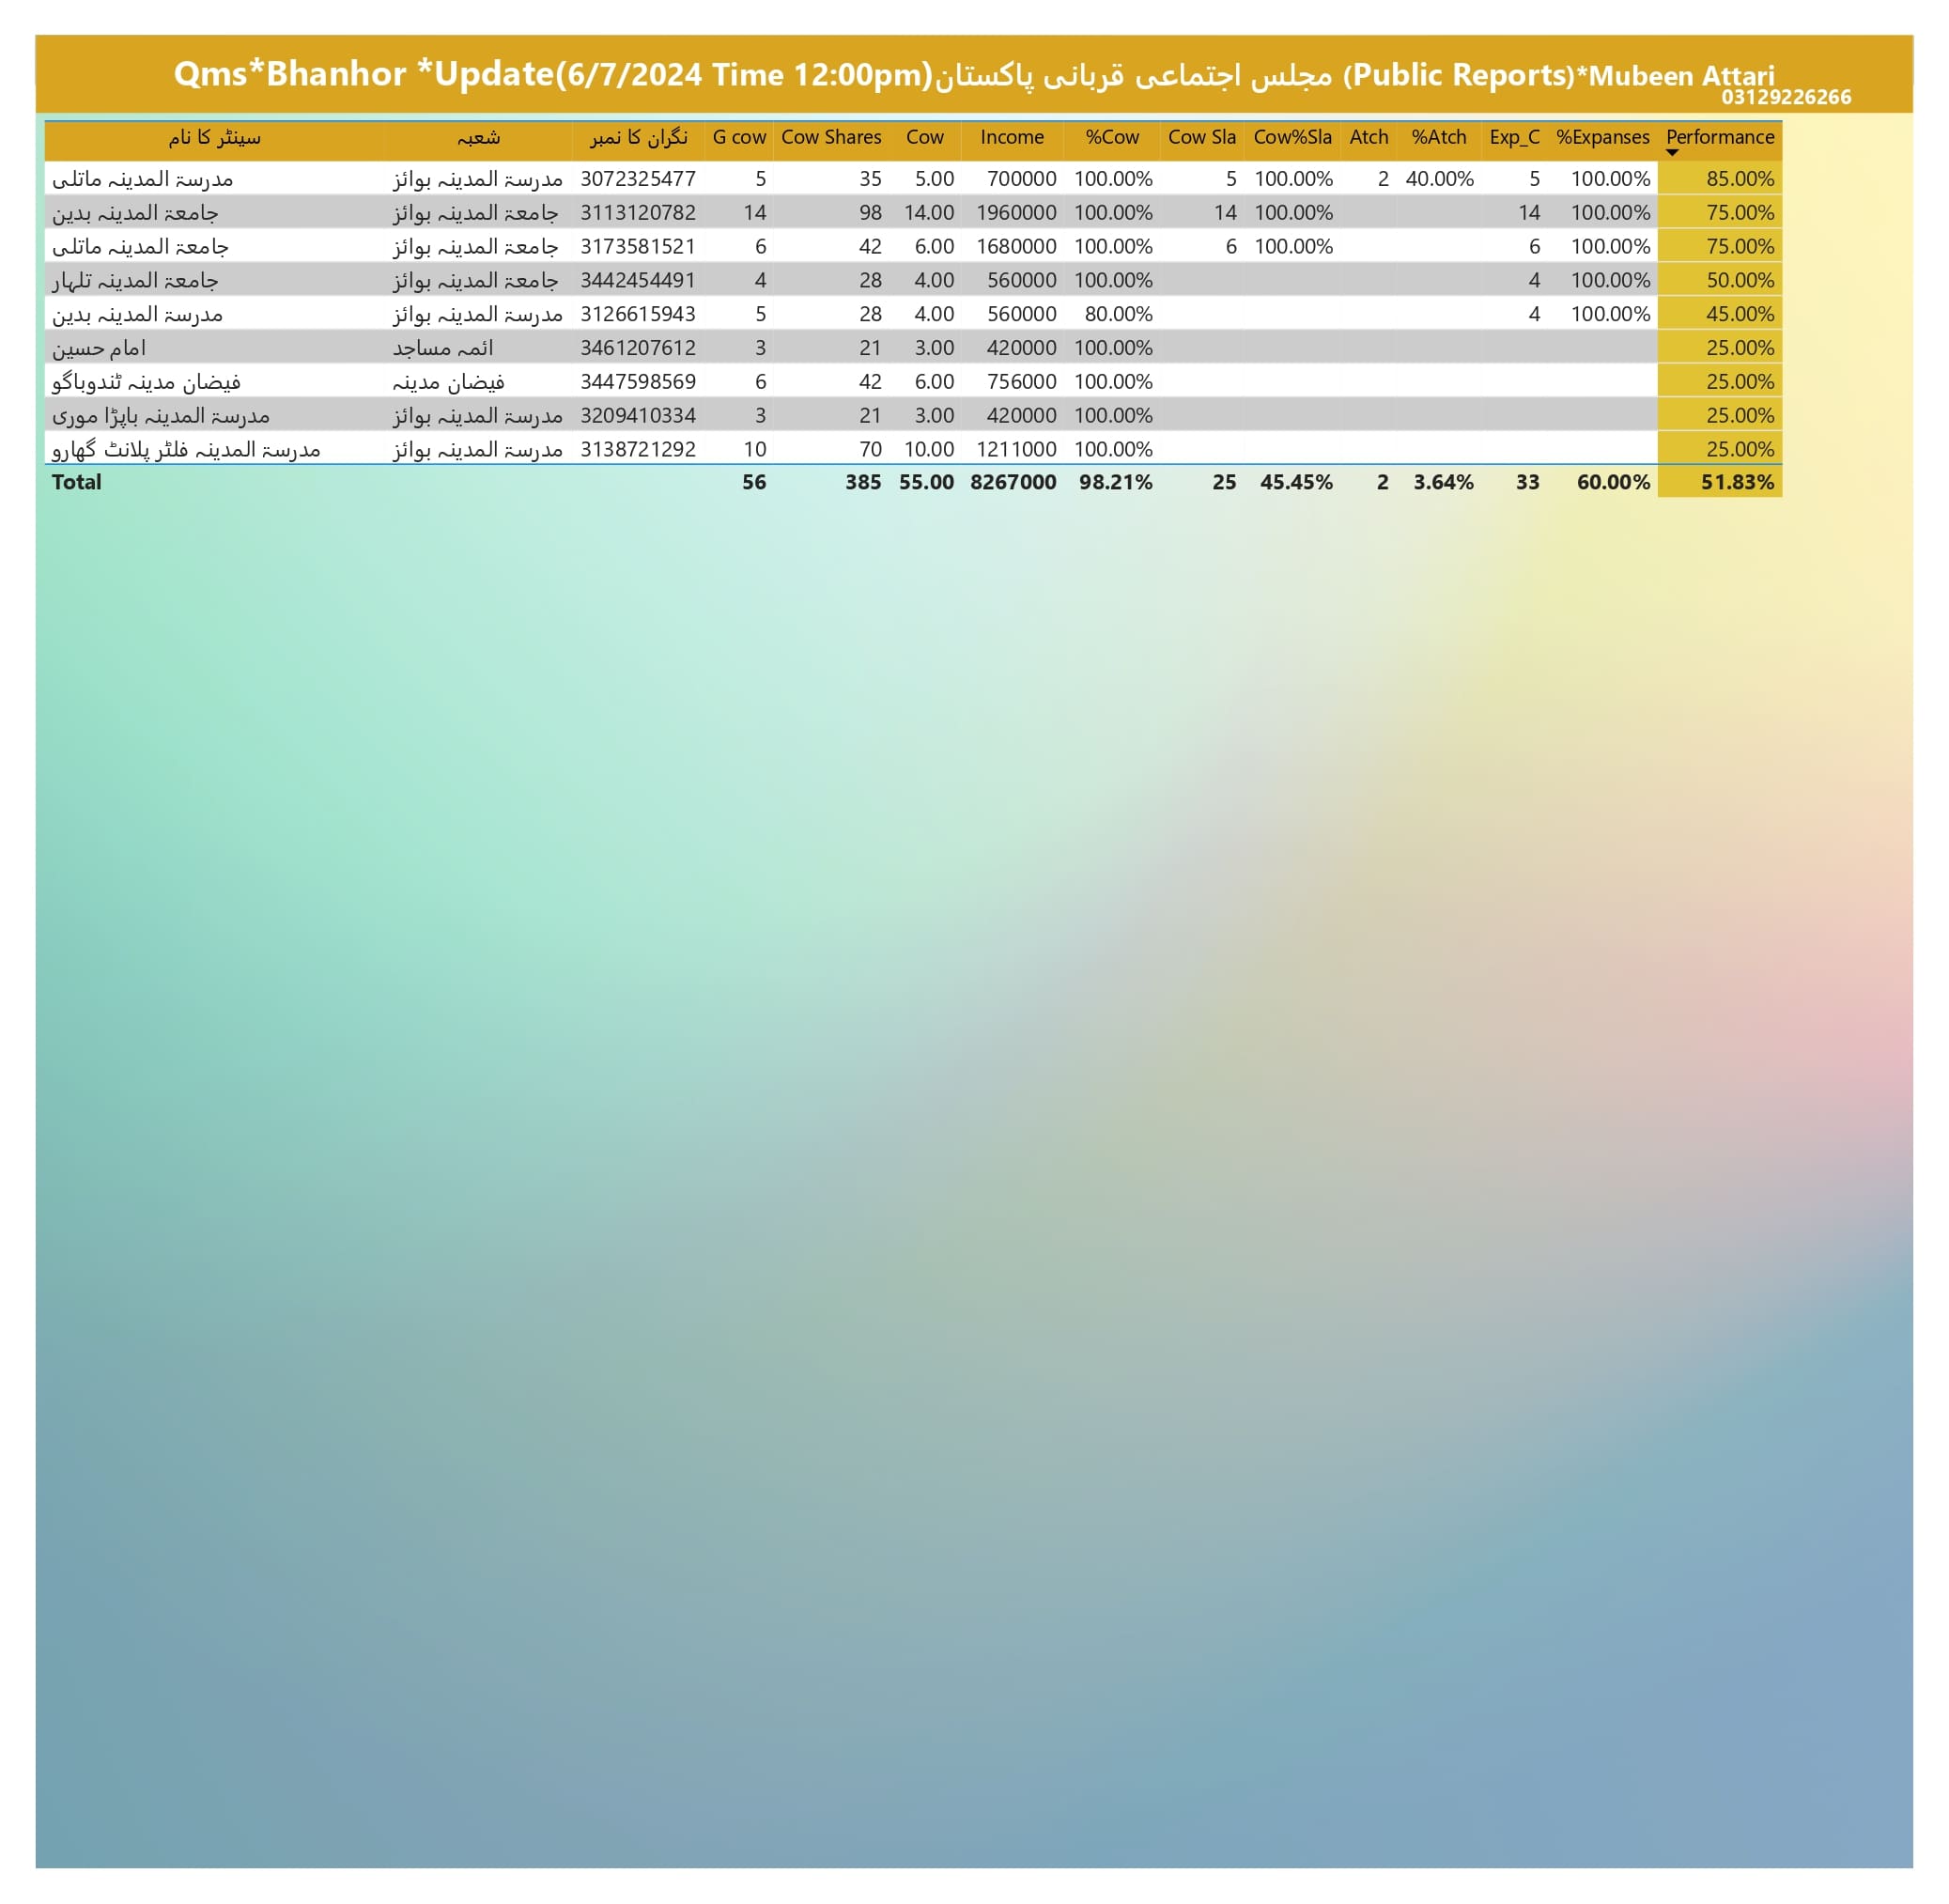 Qms*Bhanhor *Update(6/7/2024 Time 12:00pm)مجلس اجتماعی قربانی پاکستان (Public Reports)*Mubeen Attari
03129226266
سینٹر کا نام شعبہ نگران کا نمبر G cow Cow Shares Cow Income %Cow Cow Sla Cow%Sla Atch %Atch Exp_C %Expanses Performance
مدرسۃ المدینہ ماتلی مدرسۃ المدینہ بوائز 3072325477 5 35 5.00 700000 100.00% 5 100.00% 2 40.00% 5 100.00% 85.00%
جامعۃ المدینہ بدین جامعۃ المدینہ بوائز 3113120782 14 98 14.00 1960000 100.00% 14 100.00% 14 100.00% 75.00%
جامعۃ المدینہ ماتلی جامعۃ المدینہ بوائز 3173581521 6 42 6.00 1680000 100.00% 6 100.00% 6 100.00% 75.00%
جامعۃ المدینہ تلہار جامعۃ المدینہ بوائز 3442454491 4 28 4.00 560000 100.00% 4 100.00% 50.00%
مدرسۃ المدینہ بدین مدرسۃ المدینہ بوائز 3126615943 5 28 4.00 560000 80.00% 4 100.00% 45.00%
امام حسین ائمہ مساجد 3461207612 3 21 3.00 420000 100.00% 25.00%
فیضان مدینہ ٹندوباگو فیضان مدینہ 3447598569 6 42 6.00 756000 100.00% 25.00%
مدرسۃ المدینہ باپڑا موری مدرسۃ المدینہ بوائز 3209410334 3 21 3.00 420000 100.00% 25.00%
مدرسۃ المدینہ فلٹر پلانٹ گھارو مدرسۃ المدینہ بوائز 3138721292 10 70 10.00 1211000 100.00% 25.00%
Total 56 385 55.00 8267000 98.21% 25 45.45% 2 3.64% 33 60.00% 51.83%